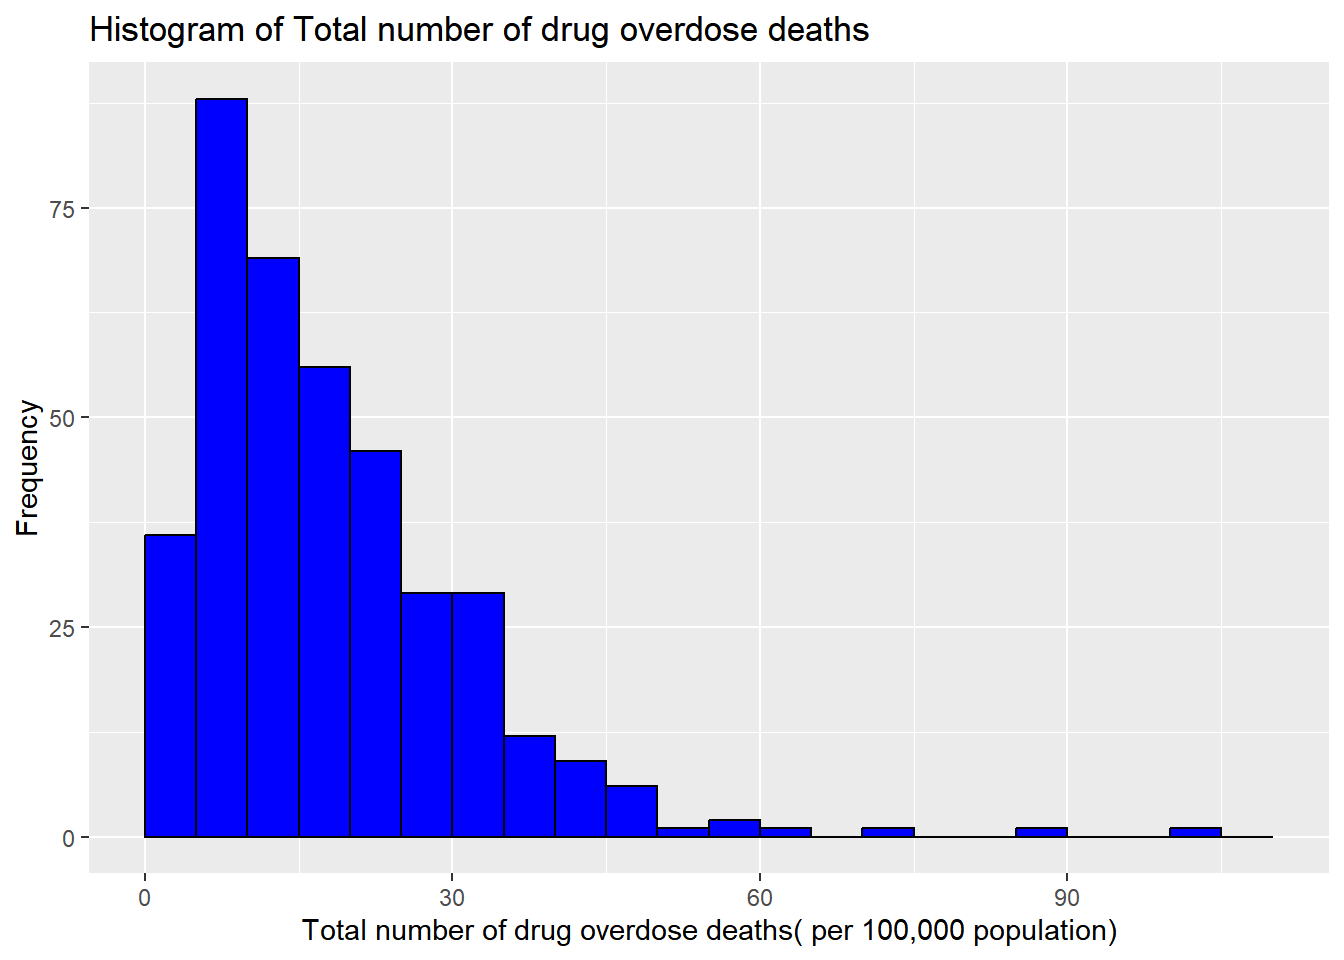 Histogram of Total number of drug overdose deaths
Frequency
75
50
25
0
0 30 60 90
Total number of drug overdose deaths( per 100,000 population)